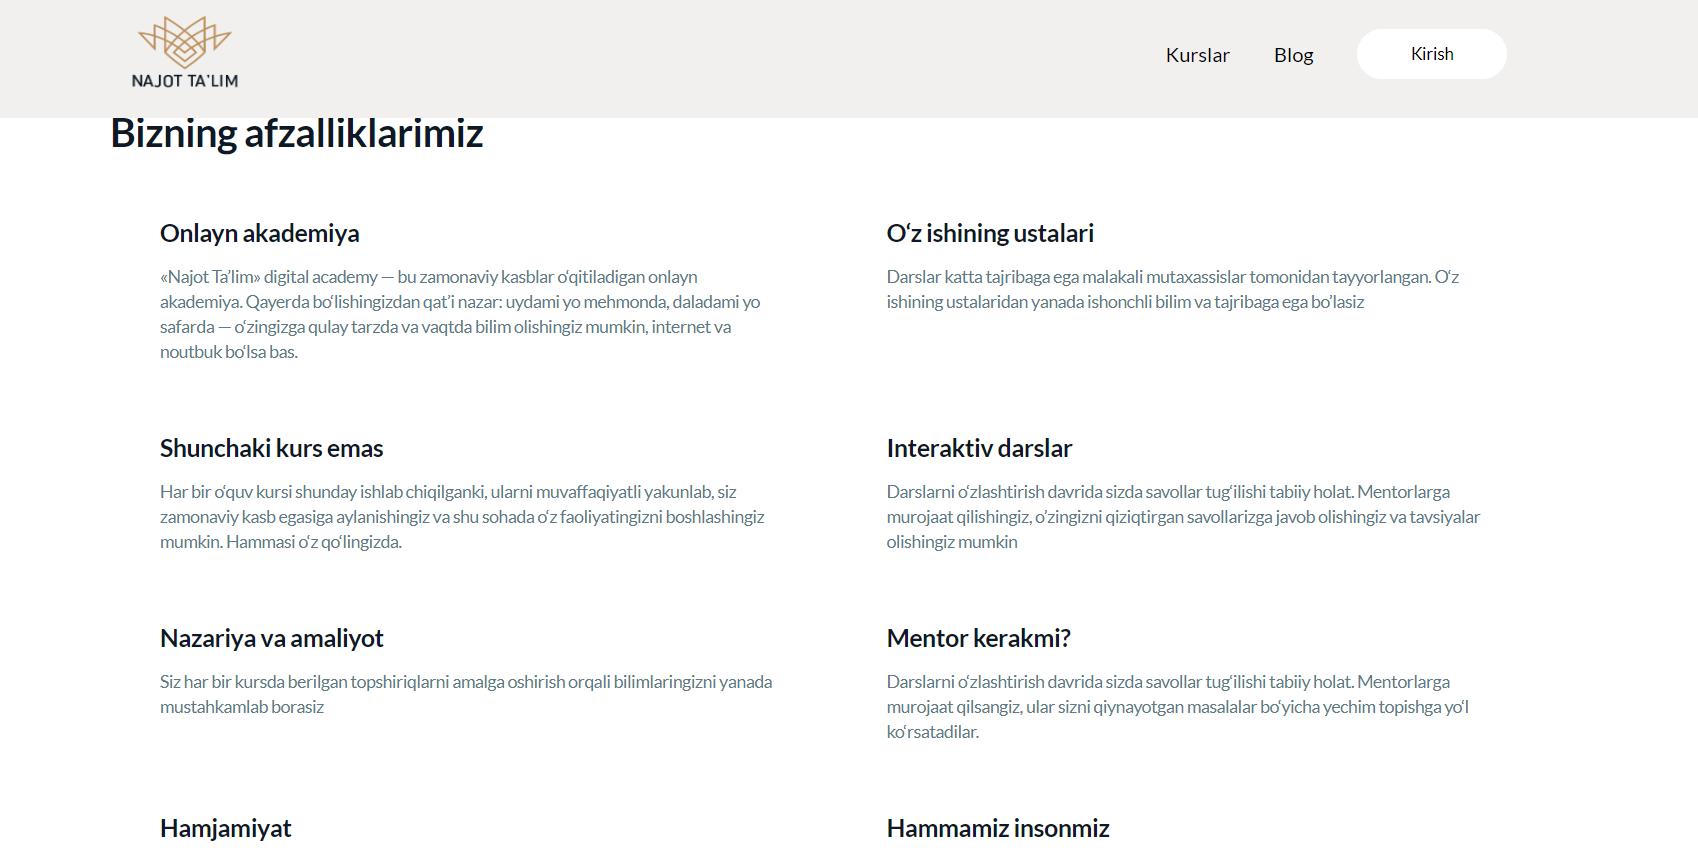 NAJOT TA'LIM
Kurslar
Blog
Kirish
Bizning afzalliklarimiz
Onlayn akademiya
«Najot Ta’lim» digital academy — bu zamonaviy kasblar o‘qitiladigan onlayn
akademiya. Qayerda bo‘lishingizdan qat’i nazar: uydami yo mehmonda, daladami yo
safarda — o‘zingizga qulay tarzda va vaqtda bilim olishingiz mumkin, internet va
noutbuk bo‘lsa bas.
O‘z ishining ustalari
Darslar katta tajribaga ega malakali mutaxassislar tomonidan tayyorlangan. O‘z
ishining ustalaridan yanada ishonchli bilim va tajribaga ega bo’lasiz
Shunchaki kurs emas
Har bir o‘quv kursi shunday ishlab chiqilganki, ularni muvaffaqiyatli yakunlab, siz
zamonaviy kasb egasiga aylanishingiz va shu sohada o‘z faoliyatingizni boshlashingiz
mumkin. Hammasi o‘z qo‘lingizda.
Interaktiv darslar
Darslarni o‘zlashtirish davrida sizda savollar tug‘ilishi tabiiy holat. Mentorlarga
murojaat qilishingiz, o’zingizni qiziqtirgan savollarizga javob olishingiz va tavsiyalar
olishingiz mumkin
Nazariya va amaliyot
Siz har bir kursda berilgan topshiriqlarni amalga oshirish orqali bilimlaringizni yanada
mustahkamlab borasiz
Mentor kerakmi?
Darslarni o‘zlashtirish davrida sizda savollar tug‘ilishi tabiiy holat. Mentorlarga
murojaat qilsangiz, ular sizni qiynayotgan masalalar bo‘yicha yechim topishga yo‘l
ko‘rsatadilar.
Hamjamiyat
Hammamiz insonmiz